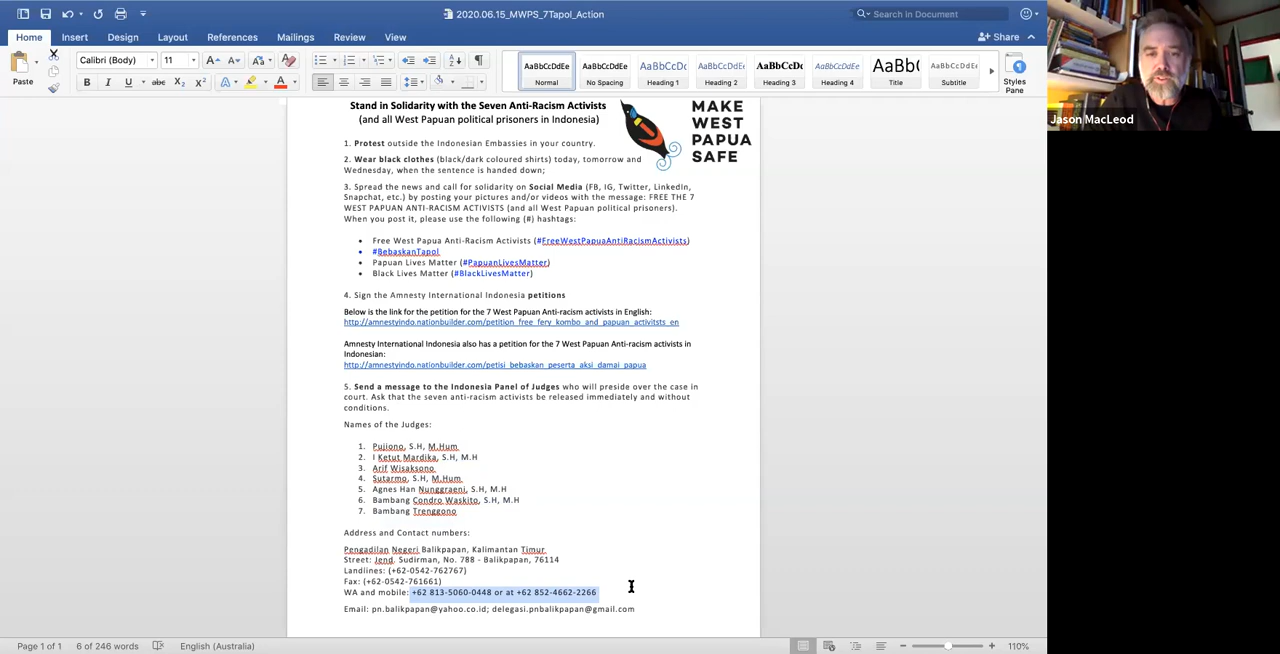 2020.06.15_MWPS_7Tapol_Action
Search in Document
Home
Insert
Design
Layout
References
Mailings
Review
View
Share
Paste
Calibri (Body)
11
AaBbCcDdEe
Normal
AaBbCcDdEe
No Spacing
AaBbCcDc
Heading 1
AaBbCcDdEe
Heading 2
AaBbCcDc
Heading 3
AaBbCcDdEe
Heading 4
AaBb(
Title
AaBbCcDdEe
Subtitle
Styles
Pane
Jason MacLeod
Stand in Solidarity with the Seven Anti-Racism Activists
(and all West Papuan political prisoners in Indonesia)
MAKE
WEST
PAPUA
SAFE
1. Protest outside the Indonesian Embassies in your country.
2. Wear black clothes (black/dark coloured shirts) today, tomorrow and
Wednesday, when the sentence is handed down;
3. Spread the news and call for solidarity on Social Media (FB, IG, Twitter, LinkedIn,
Snapchat, etc.) by posting your pictures and/or videos with the message: FREE THE 7
WEST PAPUAN ANTI-RACISM ACTIVISTS (and all West Papuan political prisoners).
When you post it, please use the following (#) hashtags:
• Free West Papua Anti-Racism Activists (#FreeWestPapuaAntiRacismActivists)
• #BebaskanTapol
• Papuan Lives Matter (#PapuanLivesMatter)
• Black Lives Matter (#BlackLivesMatter)
4. Sign the Amnesty International Indonesia petitions
Below is the link for the petition for the 7 West Papuan Anti-racism activists in English:
http://amnestyindo.nationbuilder.com/petition_free_fery_kombo_and_papuan_activitsts_en
Amnesty International Indonesia also has a petition for the 7 West Papuan Anti-racism activists in
Indonesian:
http://amnestyindo.nationbuilder.com/petisi_bebaskan_peserta_aksi_damai_papua
5. Send a message to the Indonesia Panel of Judges who will preside over the case in
court. Ask that the seven anti-racism activists be released immediately and without
conditions.
Names of the Judges:
1. Pujiono, S.H, M.Hum
2. I Ketut Mardika, S.H, M.H
3. Arif Wisaksono
4. Sutarmo, S.H, M.Hum
5. Agnes Han Nunggraeni, S.H, M.H
6. Bambang Condro Waskito, S.H, M.H
7. Bambang Trenggono
Address and Contact numbers:
Pengadilan Negeri Balikpapan, Kalimantan Timur
Street: Jend. Sudirman, No. 788 - Balikpapan, 76114
Landlines: (+62-0542-762767)
Fax: (+62-0542-761661)
WA and mobile: +62 813-5060-0448 or at +62 852-4662-2266
Email: pn.balikpapan@yahoo.co.id; delegasi.pnbalikpapan@gmail.com
Page 1 of 1
6 of 246 words
English (Australia)
110%